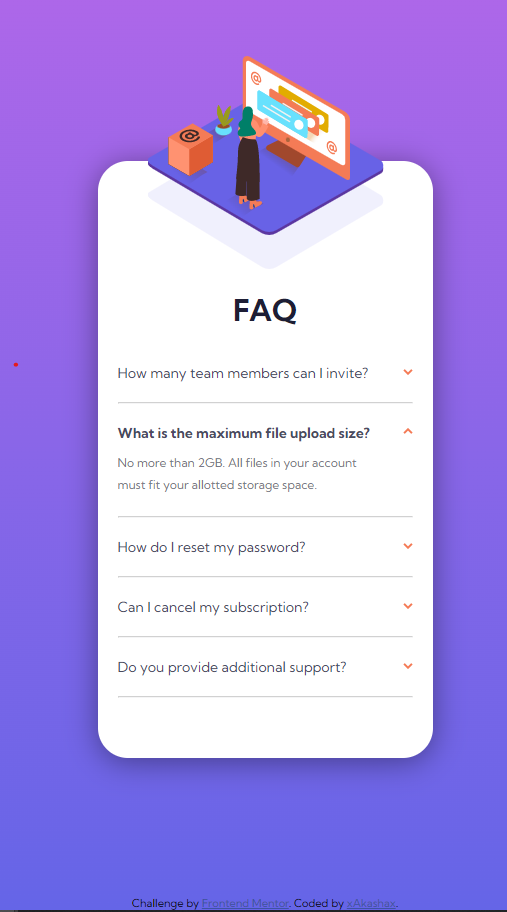 FAQ
How many team members can I invite?
What is the maximum file upload size?
No more than 2GB. All files in your account
must fit your allotted storage space.
How do I reset my password?
Can I cancel my subscription?
Do you provide additional support?
Challenge by Frontend Mentor. Coded by xAkashax.